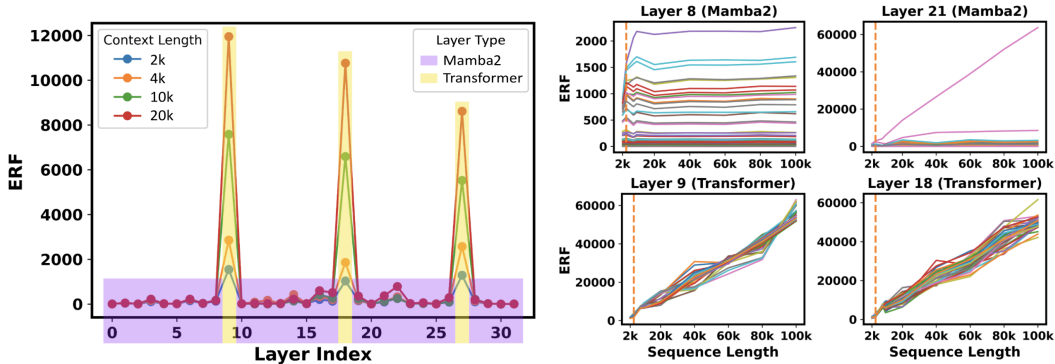 12000
10000
8000
6000
4000
2000
0
ERF
Context Length
2k
4k
10k
20k
Layer Type
Mamba2
Transformer
0 5 10 15 20 25 30
Layer Index
Layer 8 (Mamba2)
2000
1500
1000
500
0
ERF
2k 20k 40k 60k 80k 100k
Layer 21 (Mamba2)
60000
40000
20000
0
2k 20k 40k 60k 80k 100k
Layer 9 (Transformer)
60000
40000
20000
0
ERF
2k 20k 40k 60k 80k 100k
Sequence Length
Layer 18 (Transformer)
60000
40000
20000
0
2k 20k 40k 60k 80k 100k
Sequence Length